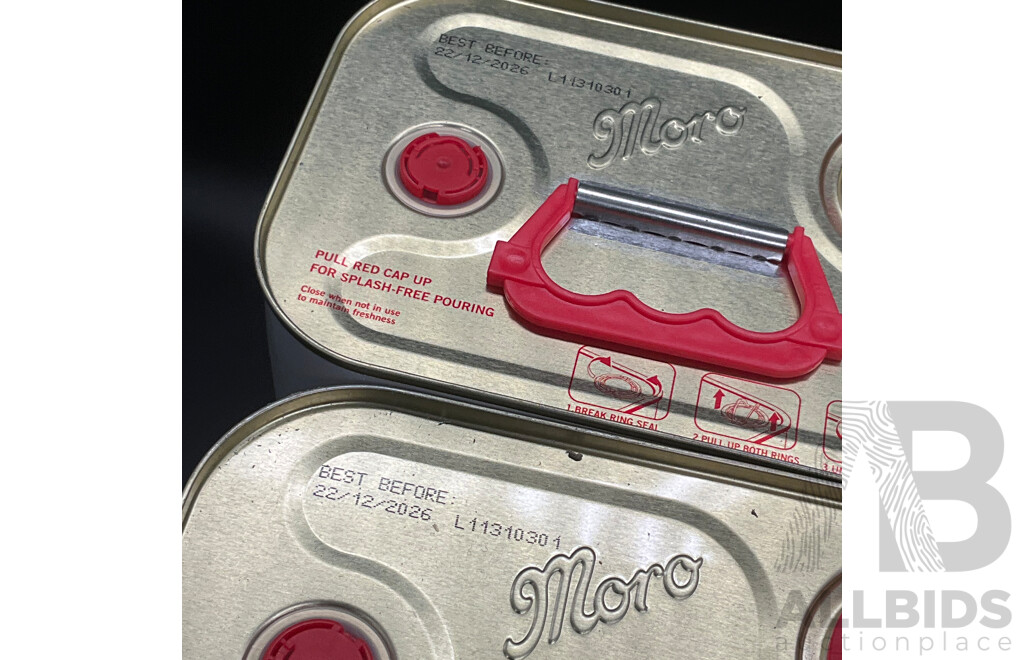 BEST BEFORE:
22/12/2026 L11310301
Moro
PULL RED CAP UP
FOR SPLASH-FREE POURING
Close when not in use
to maintain freshness
1 BREAK RING SEAL
2 PULL UP BOTH RINGS
BEST BEFORE:
22/12/2026 L11310301
Moro
AB
ALLBIDS
auctionplace